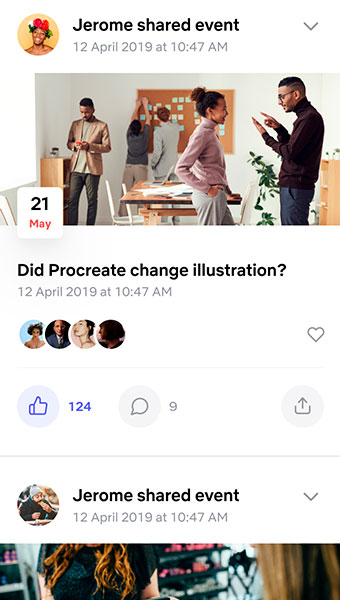 Jerome shared event
12 April 2019 at 10:47 AM
21
May
Did Procreate change illustration?
12 April 2019 at 10:47 AM
124
9
Jerome shared event
12 April 2019 at 10:47 AM